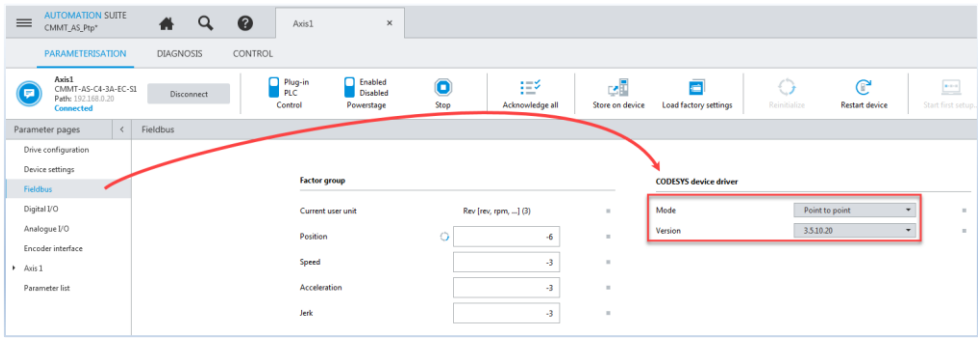 AUTOMATION SUITE
CMMT_AS_Ptp*
Axis1
PARAMETERISATION
DIAGNOSIS
CONTROL
Axis1
CMMT-AS-C4-3A-EC-S1
Path: 192.168.0.20
Connected
Disconnect
Plug-in
PLC
Control
Enabled
Disabled
Powerstage
Stop
Acknowledge all
Store on device
Load factory settings
Reinitialize
Restart device
Start first setup...
Parameter pages
Fieldbus
Drive configuration
Device settings
Fieldbus
Digital I/O
Analogue I/O
Encoder interface
Axis 1
Parameter list
Factor group
Current user unit Rev [rev, rpm, ...] (3)
Position -6
Speed -3
Acceleration -3
Jerk -3
CODESYS device driver
Mode Point to point
Version 3.5.10.20